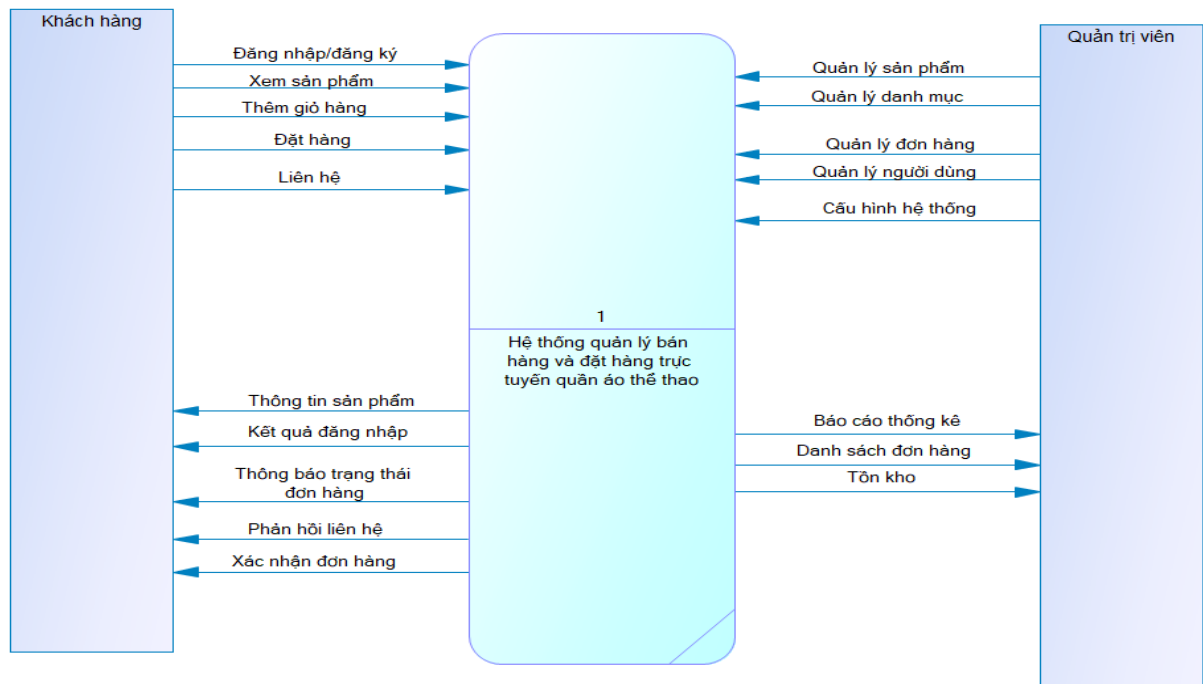 Khách hàng
Đăng nhập/đăng ký
Xem sản phẩm
Thêm giỏ hàng
Đặt hàng
Liên hệ
Thông tin sản phẩm
Kết quả đăng nhập
Thông báo trạng thái
đơn hàng
Phản hồi liên hệ
Xác nhận đơn hàng
1
Hệ thống quản lý bán
hàng và đặt hàng trực
tuyến quần áo thể thao
Quản trị viên
Quản lý sản phẩm
Quản lý danh mục
Quản lý đơn hàng
Quản lý người dùng
Cấu hình hệ thống
Báo cáo thống kê
Danh sách đơn hàng
Tồn kho